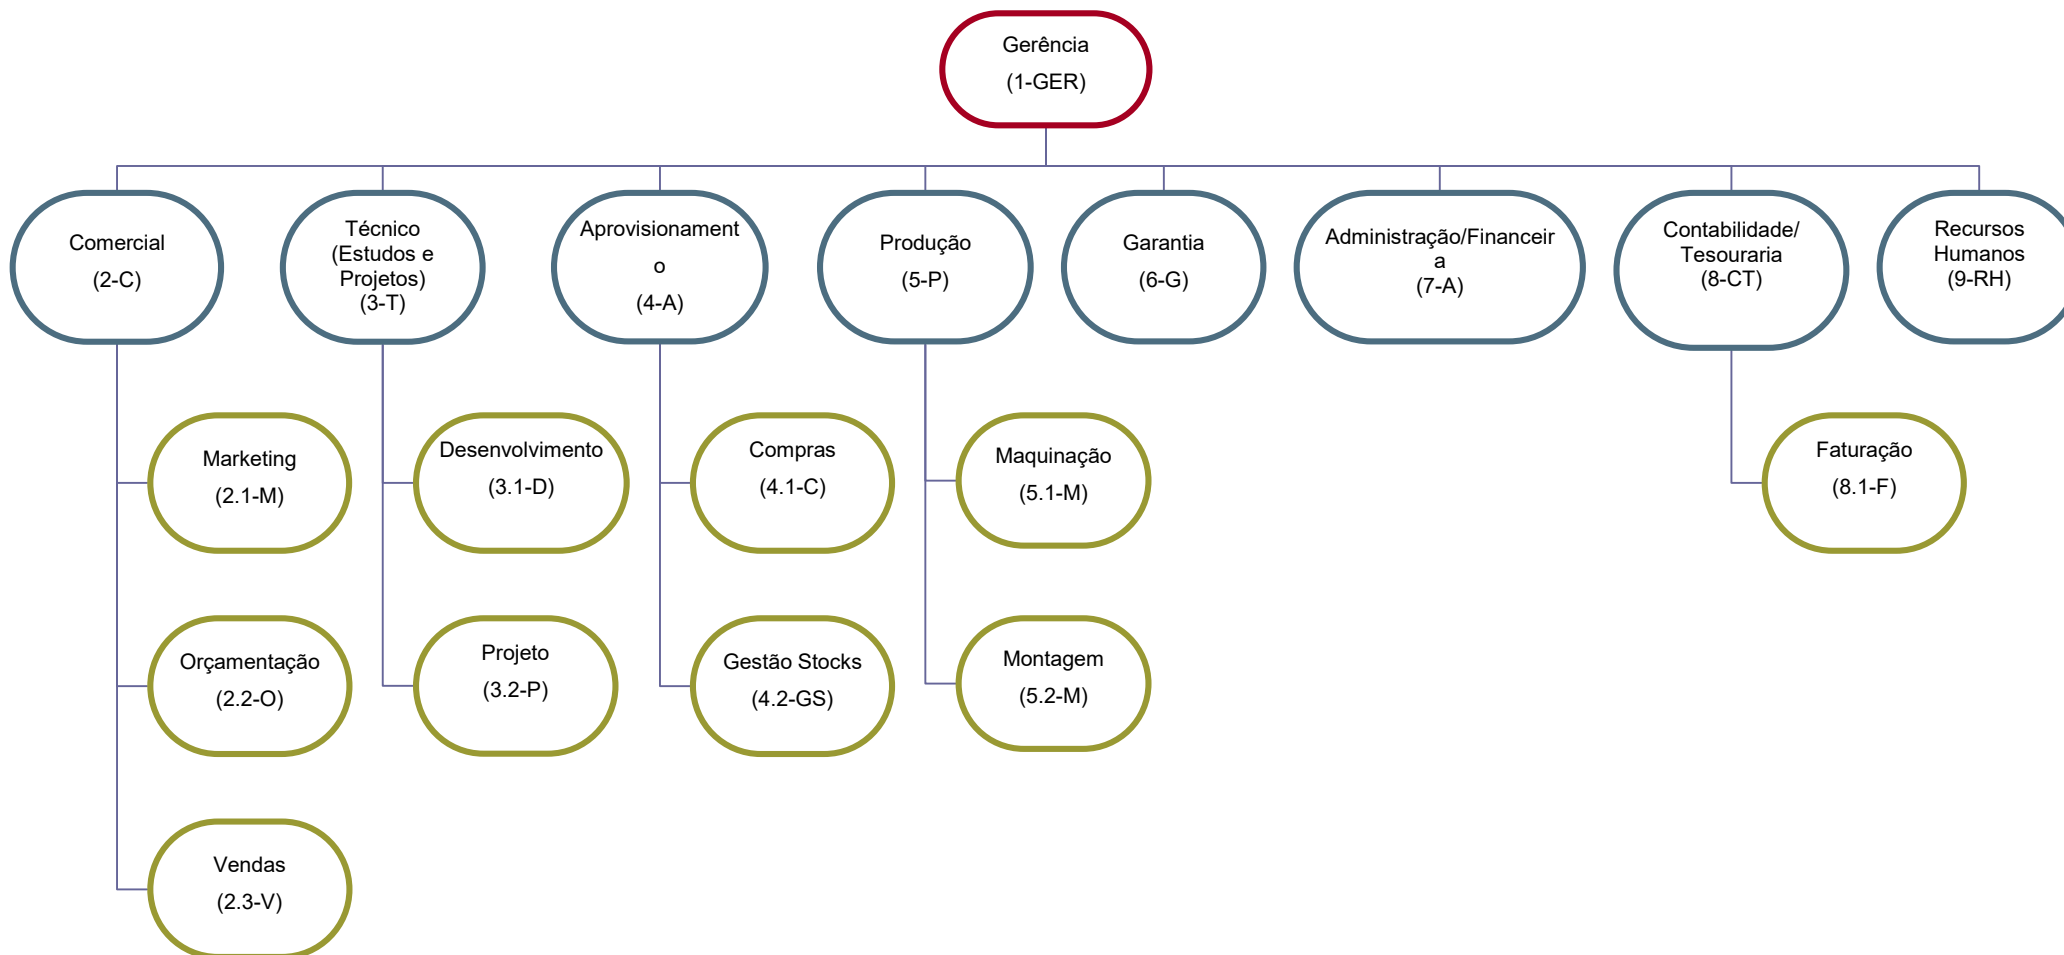 Gerência
(1-GER)
Comercial
(2-C)
Técnico
(Estudos e
Projetos)
(3-T)
Aprovisionament
o
(4-A)
Produção
(5-P)
Garantia
(6-G)
Administração/Financeir
a
(7-A)
Contabilidade/
Tesouraria
(8-CT)
Recursos
Humanos
(9-RH)
Marketing
(2.1-M)
Desenvolvimento
(3.1-D)
Compras
(4.1-C)
Maquinação
(5.1-M)
Faturação
(8.1-F)
Orçamentação
(2.2-O)
Projeto
(3.2-P)
Gestão Stocks
(4.2-GS)
Montagem
(5.2-M)
Vendas
(2.3-V)